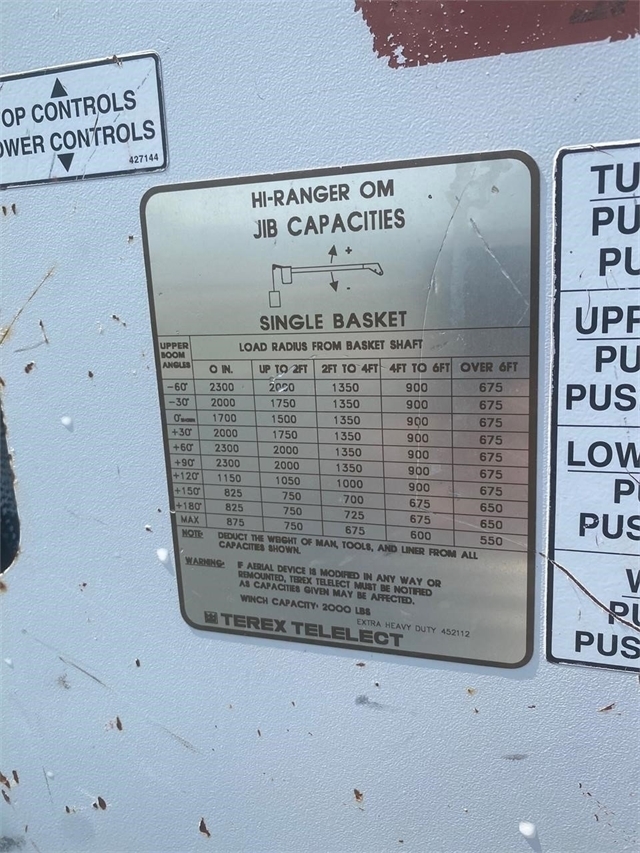 OP CONTROLS
OWER CONTROLS
427144
HI-RANGER OM
JIB CAPACITIES
+
-
SINGLE BASKET
UPPER BOOM ANGLES
LOAD RADIUS FROM BASKET SHAFT
0 IN. UP TO 2FT 2FT TO 4FT 4FT TO 6FT OVER 6FT
-60° 2300 2000 1350 900 675
-30° 2000 1750 1350 900 675
0° 1700 1500 1350 900 675
+30° 2000 1750 1350 900 675
+60° 2300 2000 1350 900 675
+90° 2300 2000 1350 900 675
+120° 1150 1050 1000 900 675
+150° 825 750 700 675 650
+180° 825 750 725 675 650
MAX 875 750 675 600 550
NOTE: DEDUCT THE WEIGHT OF MAN, TOOLS, AND LINER FROM ALL
CAPACITIES SHOWN.
WARNING: IF AERIAL DEVICE IS MODIFIED IN ANY WAY OR
REMOUNTED, TEREX TELELECT MUST BE NOTIFIED
AS CAPACITIES GIVEN MAY BE AFFECTED.
WINCH CAPACITY: 2000 LBS
EXTRA HEAVY DUTY 452112
TEREX TELELECT
TU
PU
PU
UPP
PU
PUS
LOW
P
PUS
W
PU
PUS